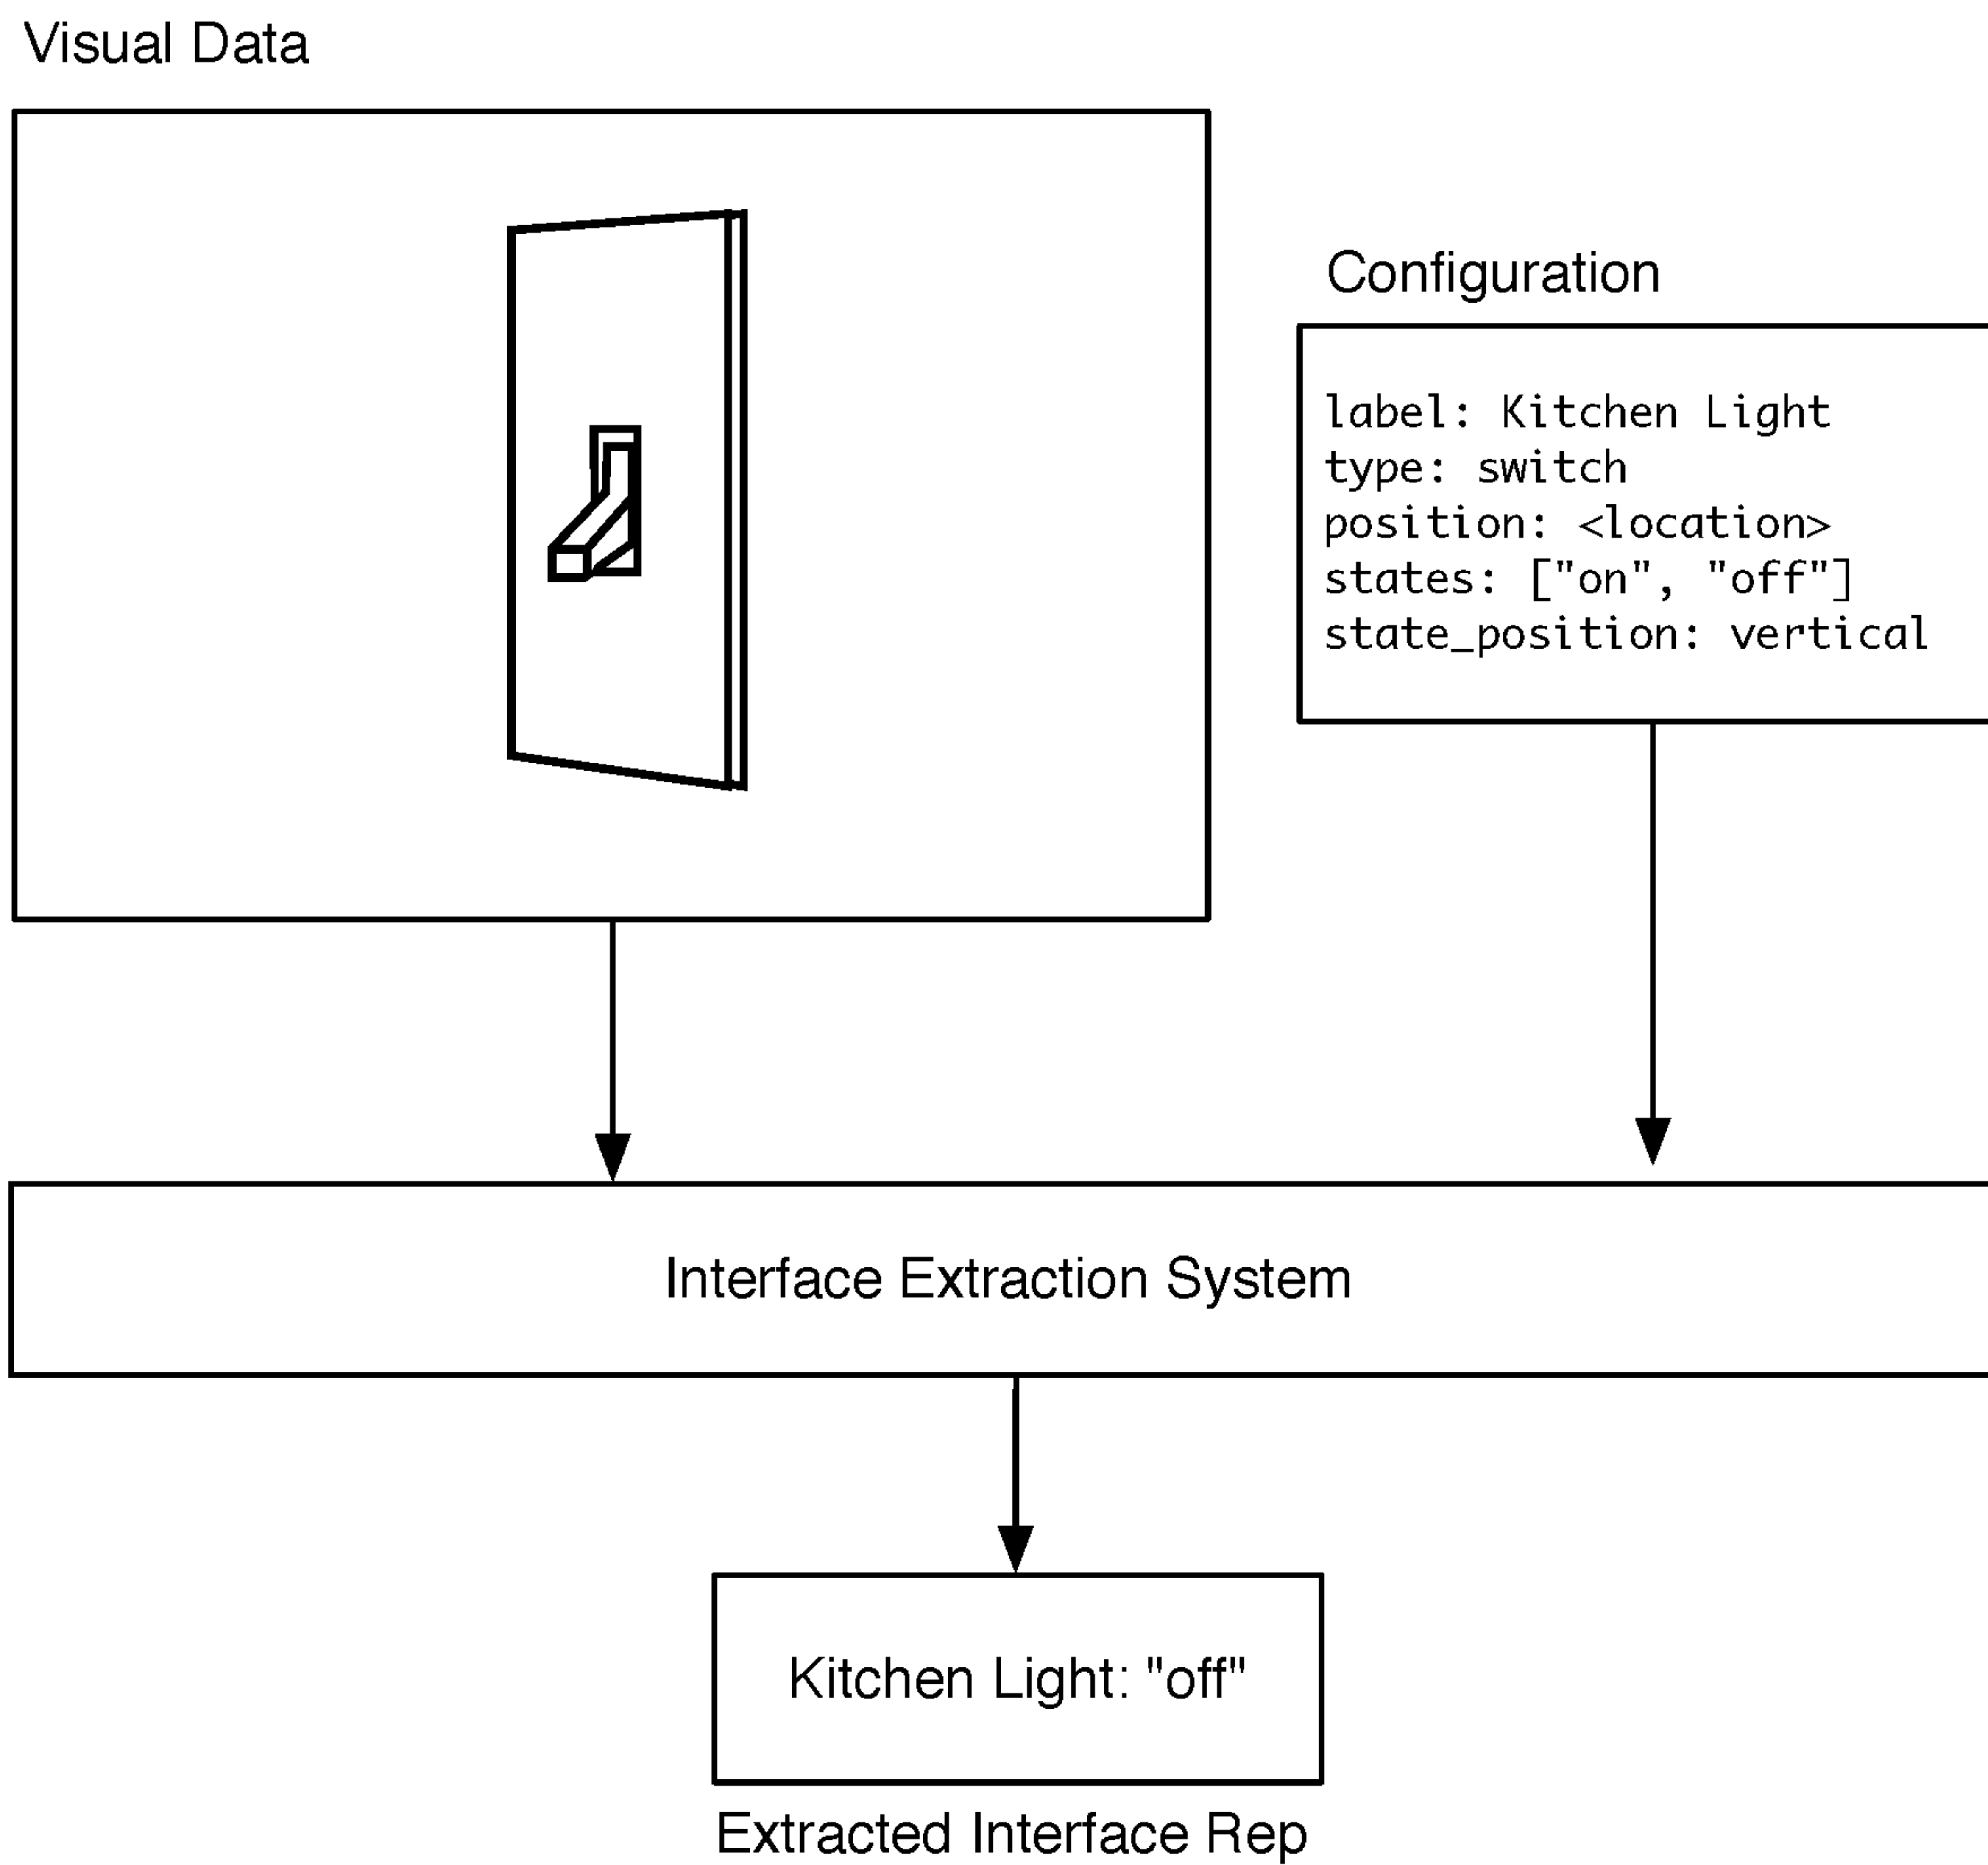 Visual Data
Configuration
label: Kitchen Light
type: switch
position: <location>
states: ["on", "off"]
state_position: vertical
Interface Extraction System
Kitchen Light: "off"
Extracted Interface Rep